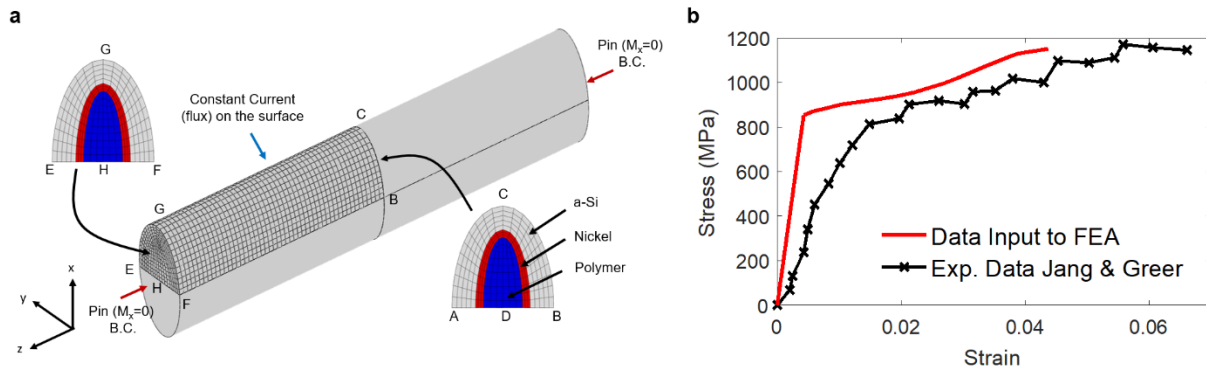 a
G
E H F
Constant Current
(flux) on the surface
Pin (Mₓ=0)
B.C.
C
B
G
E
H
F
Pin (Mₓ=0)
B.C.
x
y
z
C
a-Si
Nickel
Polymer
A D B
b
Stress (MPa)
1200
1000
800
600
400
200
0
Data Input to FEA
Exp. Data Jang & Greer
0 0.02 0.04 0.06
Strain